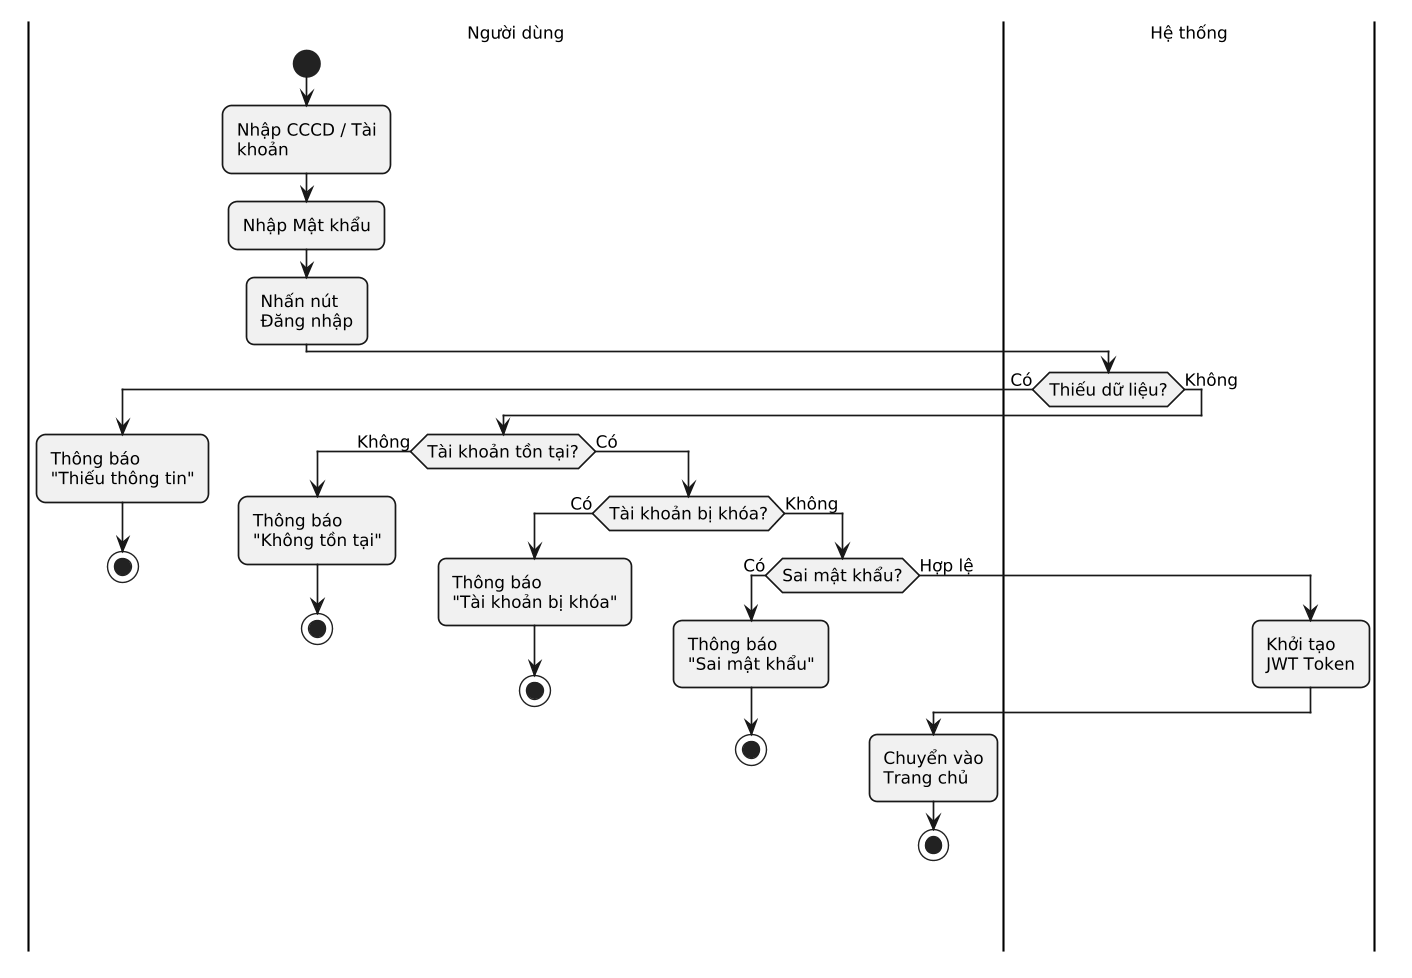 Người dùng
Hệ thống
Nhập CCCD / Tài
khoản
Nhập Mật khẩu
Nhấn nút
Đăng nhập
Có
Thiếu dữ liệu?
Không
Thông báo
"Thiếu thông tin"
Không
Tài khoản tồn tại?
Có
Thông báo
"Không tồn tại"
Có
Tài khoản bị khóa?
Không
Thông báo
"Tài khoản bị khóa"
Có
Sai mật khẩu?
Hợp lệ
Thông báo
"Sai mật khẩu"
Khởi tạo
JWT Token
Chuyển vào
Trang chủ